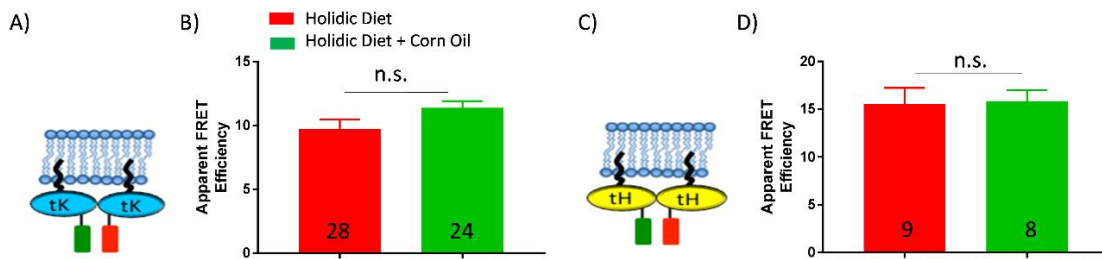 A)
B)
Holidic Diet
Holidic Diet + Corn Oil
C)
D)
tK tK
Apparent FRET
Efficiency
15
10
5
0
n.s.
28 24
tH tH
Apparent FRET
Efficiency
20
15
10
5
0
n.s.
9 8